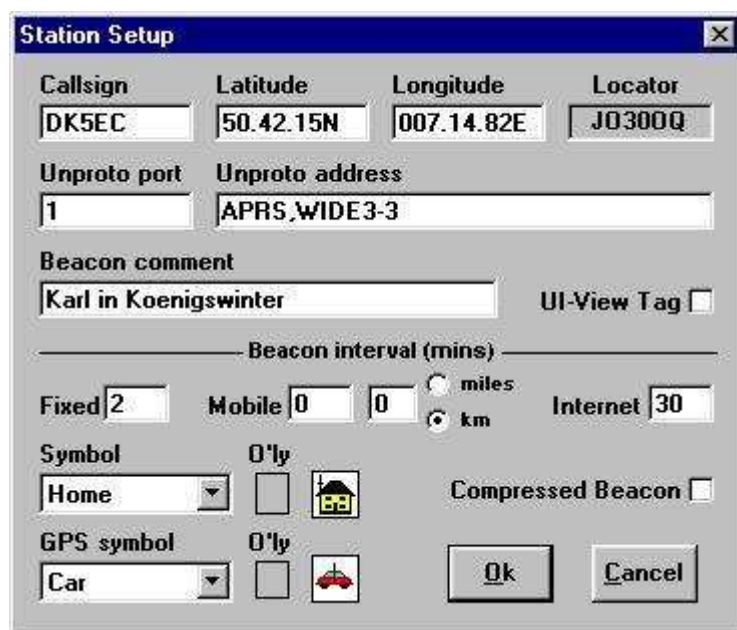 Station Setup
Callsign Latitude Longitude Locator
DK5EC 50.42.15N 007.14.82E JO30OQ
Unproto port Unproto address
1 APRS,WIDE3-3
Beacon comment
Karl in Koenigswinter UI-View Tag
Beacon interval (mins)
Fixed 2 Mobile 0 0 miles km Internet 30
Symbol O'ly
Home Compressed Beacon
GPS symbol O'ly
Car Ok Cancel